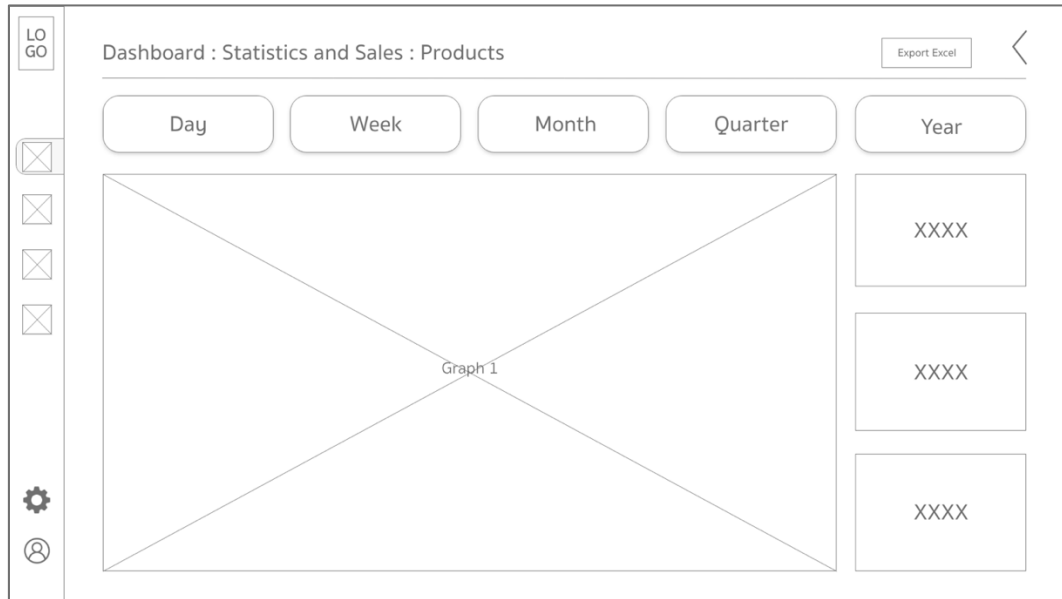 LO
GO
Dashboard : Statistics and Sales : Products
Export Excel
Day
Week
Month
Quarter
Year
Graph 1
XXXX
XXXX
XXXX